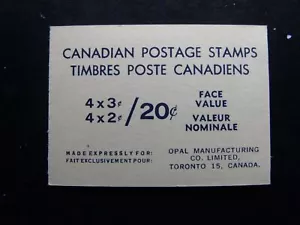 CANADIAN POSTAGE STAMPS
TIMBRES POSTE CANADIENS
4 x 3¢
4 x 2¢ / 20¢
FACE
VALUE
VALEUR
NOMINALE
MADE EXPRESSLY FOR:
FAIT EXCLUSIVEMENT POUR:
OPAL MANUFACTURING
CO. LIMITED,
TORONTO 15, CANADA.